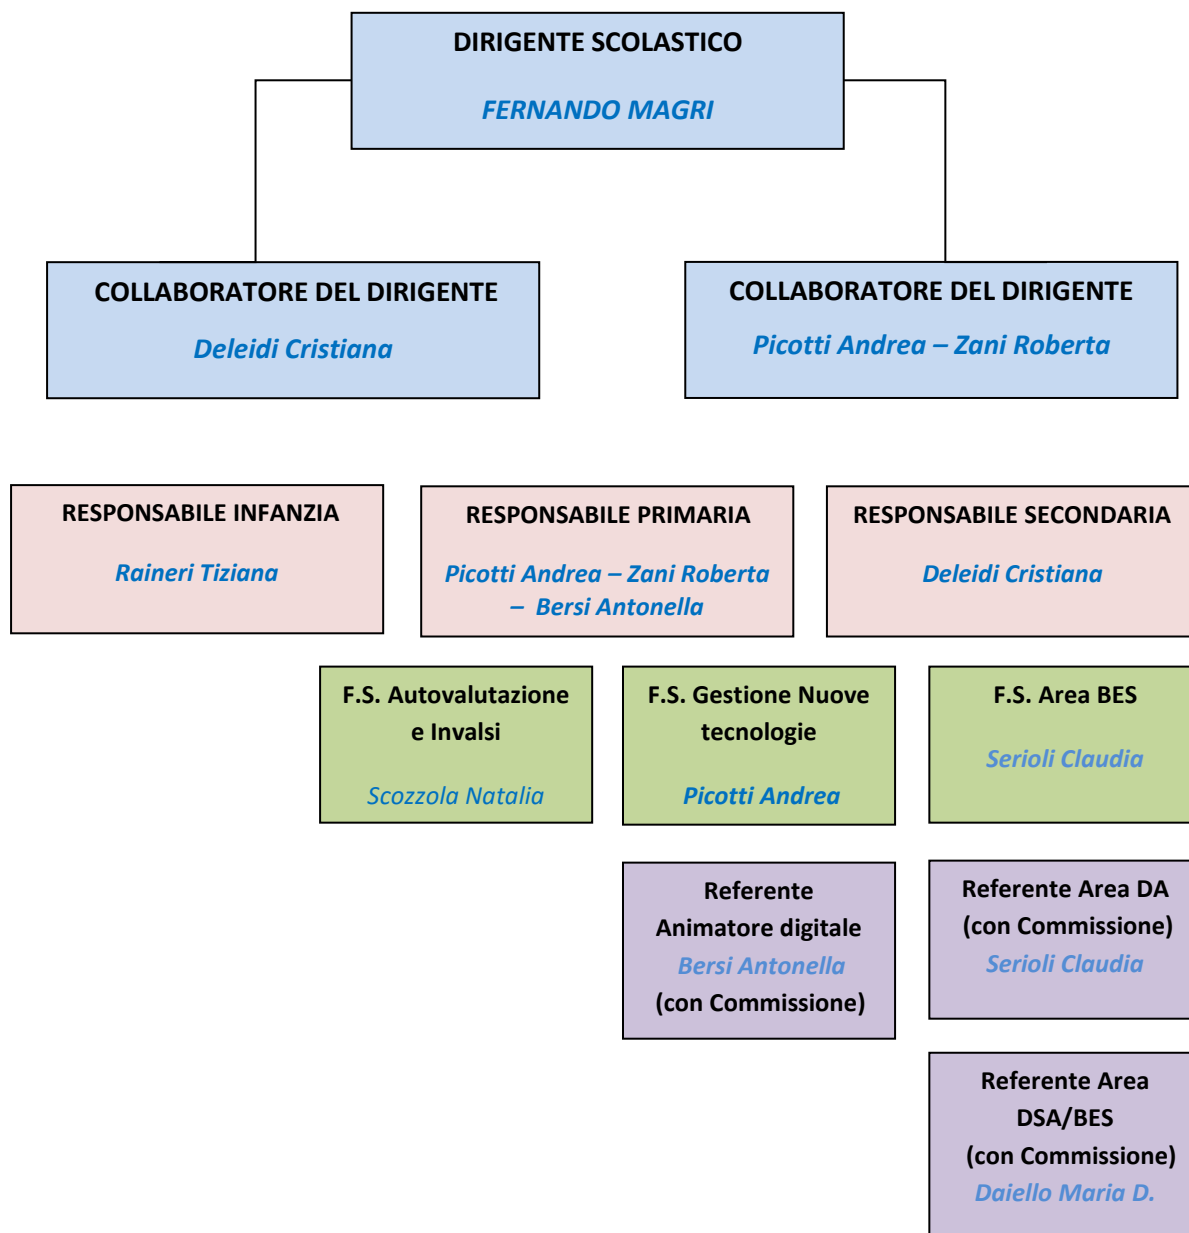 DIRIGENTE SCOLASTICO
FERNANDO MAGRI
COLLABORATORE DEL DIRIGENTE
Deleidi Cristiana
COLLABORATORE DEL DIRIGENTE
Picotti Andrea – Zani Roberta
RESPONSABILE INFANZIA
Raineri Tiziana
RESPONSABILE PRIMARIA
Picotti Andrea – Zani Roberta
– Bersi Antonella
RESPONSABILE SECONDARIA
Deleidi Cristiana
F.S. Autovalutazione
e Invalsi
Scozzola Natalia
F.S. Gestione Nuove
tecnologie
Picotti Andrea
F.S. Area BES
Serioli Claudia
Referente
Animatore digitale
Bersi Antonella
(con Commissione)
Referente Area DA
(con Commissione)
Serioli Claudia
Referente Area
DSA/BES
(con Commissione)
Daiello Maria D.